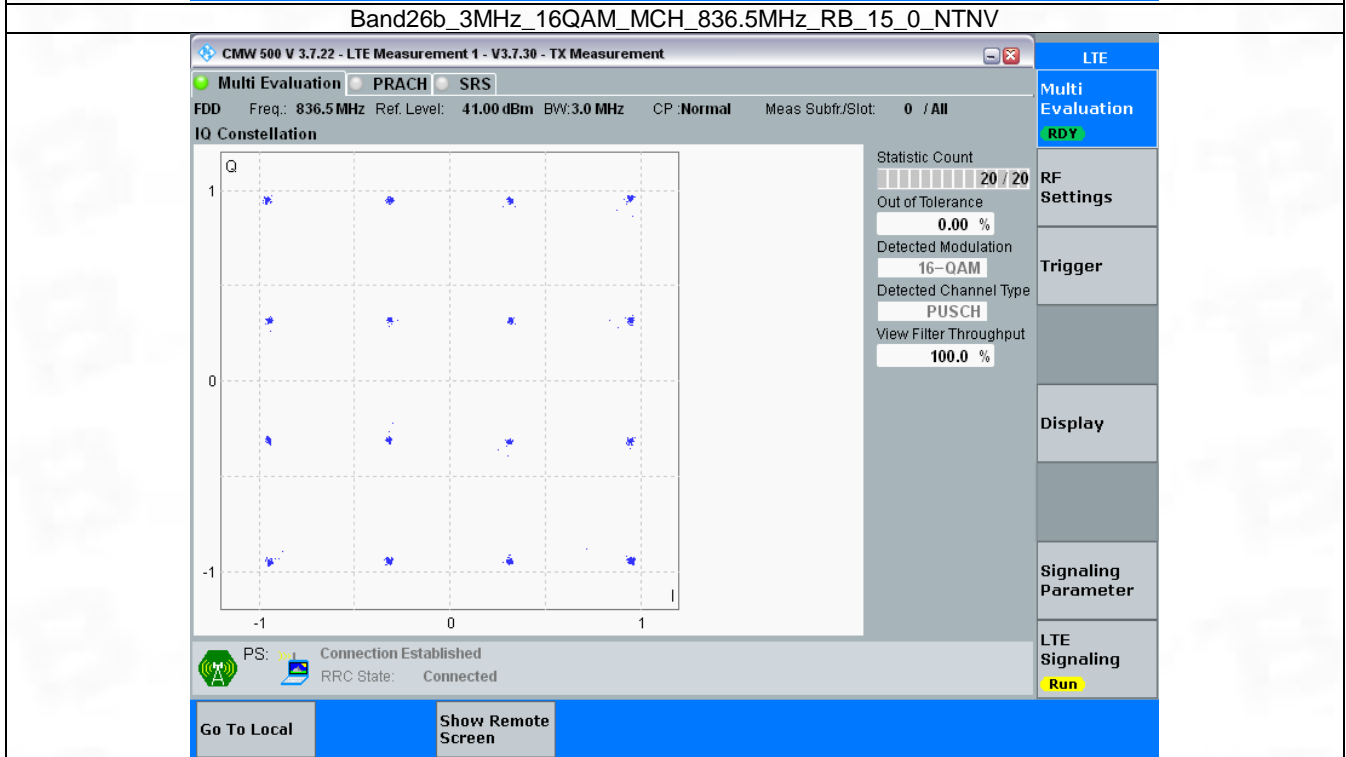 Band26b_3MHz_16QAM_MCH_836.5MHz_RB_15_0_NTNV
CMW 500 V 3.7.22 - LTE Measurement 1 - V3.7.30 - TX Measurement
LTE
Multi Evaluation PRACH SRS
Multi
Evaluation
RDY
FDD Freq.: 836.5 MHz Ref. Level: 41.00 dBm BW:3.0 MHz CP :Normal Meas Subfr./Slot: 0 / All
IQ Constellation
Q
1
0
-1
I
-1 0 1
Statistic Count
20 / 20
Out of Tolerance
0.00 %
Detected Modulation
16-QAM
Detected Channel Type
PUSCH
View Filter Throughput
100.0 %
RF
Settings
Trigger
Display
Signaling
Parameter
LTE
Signaling
Run
PS: Connection Established
RRC State: Connected
Go To Local
Show Remote
Screen